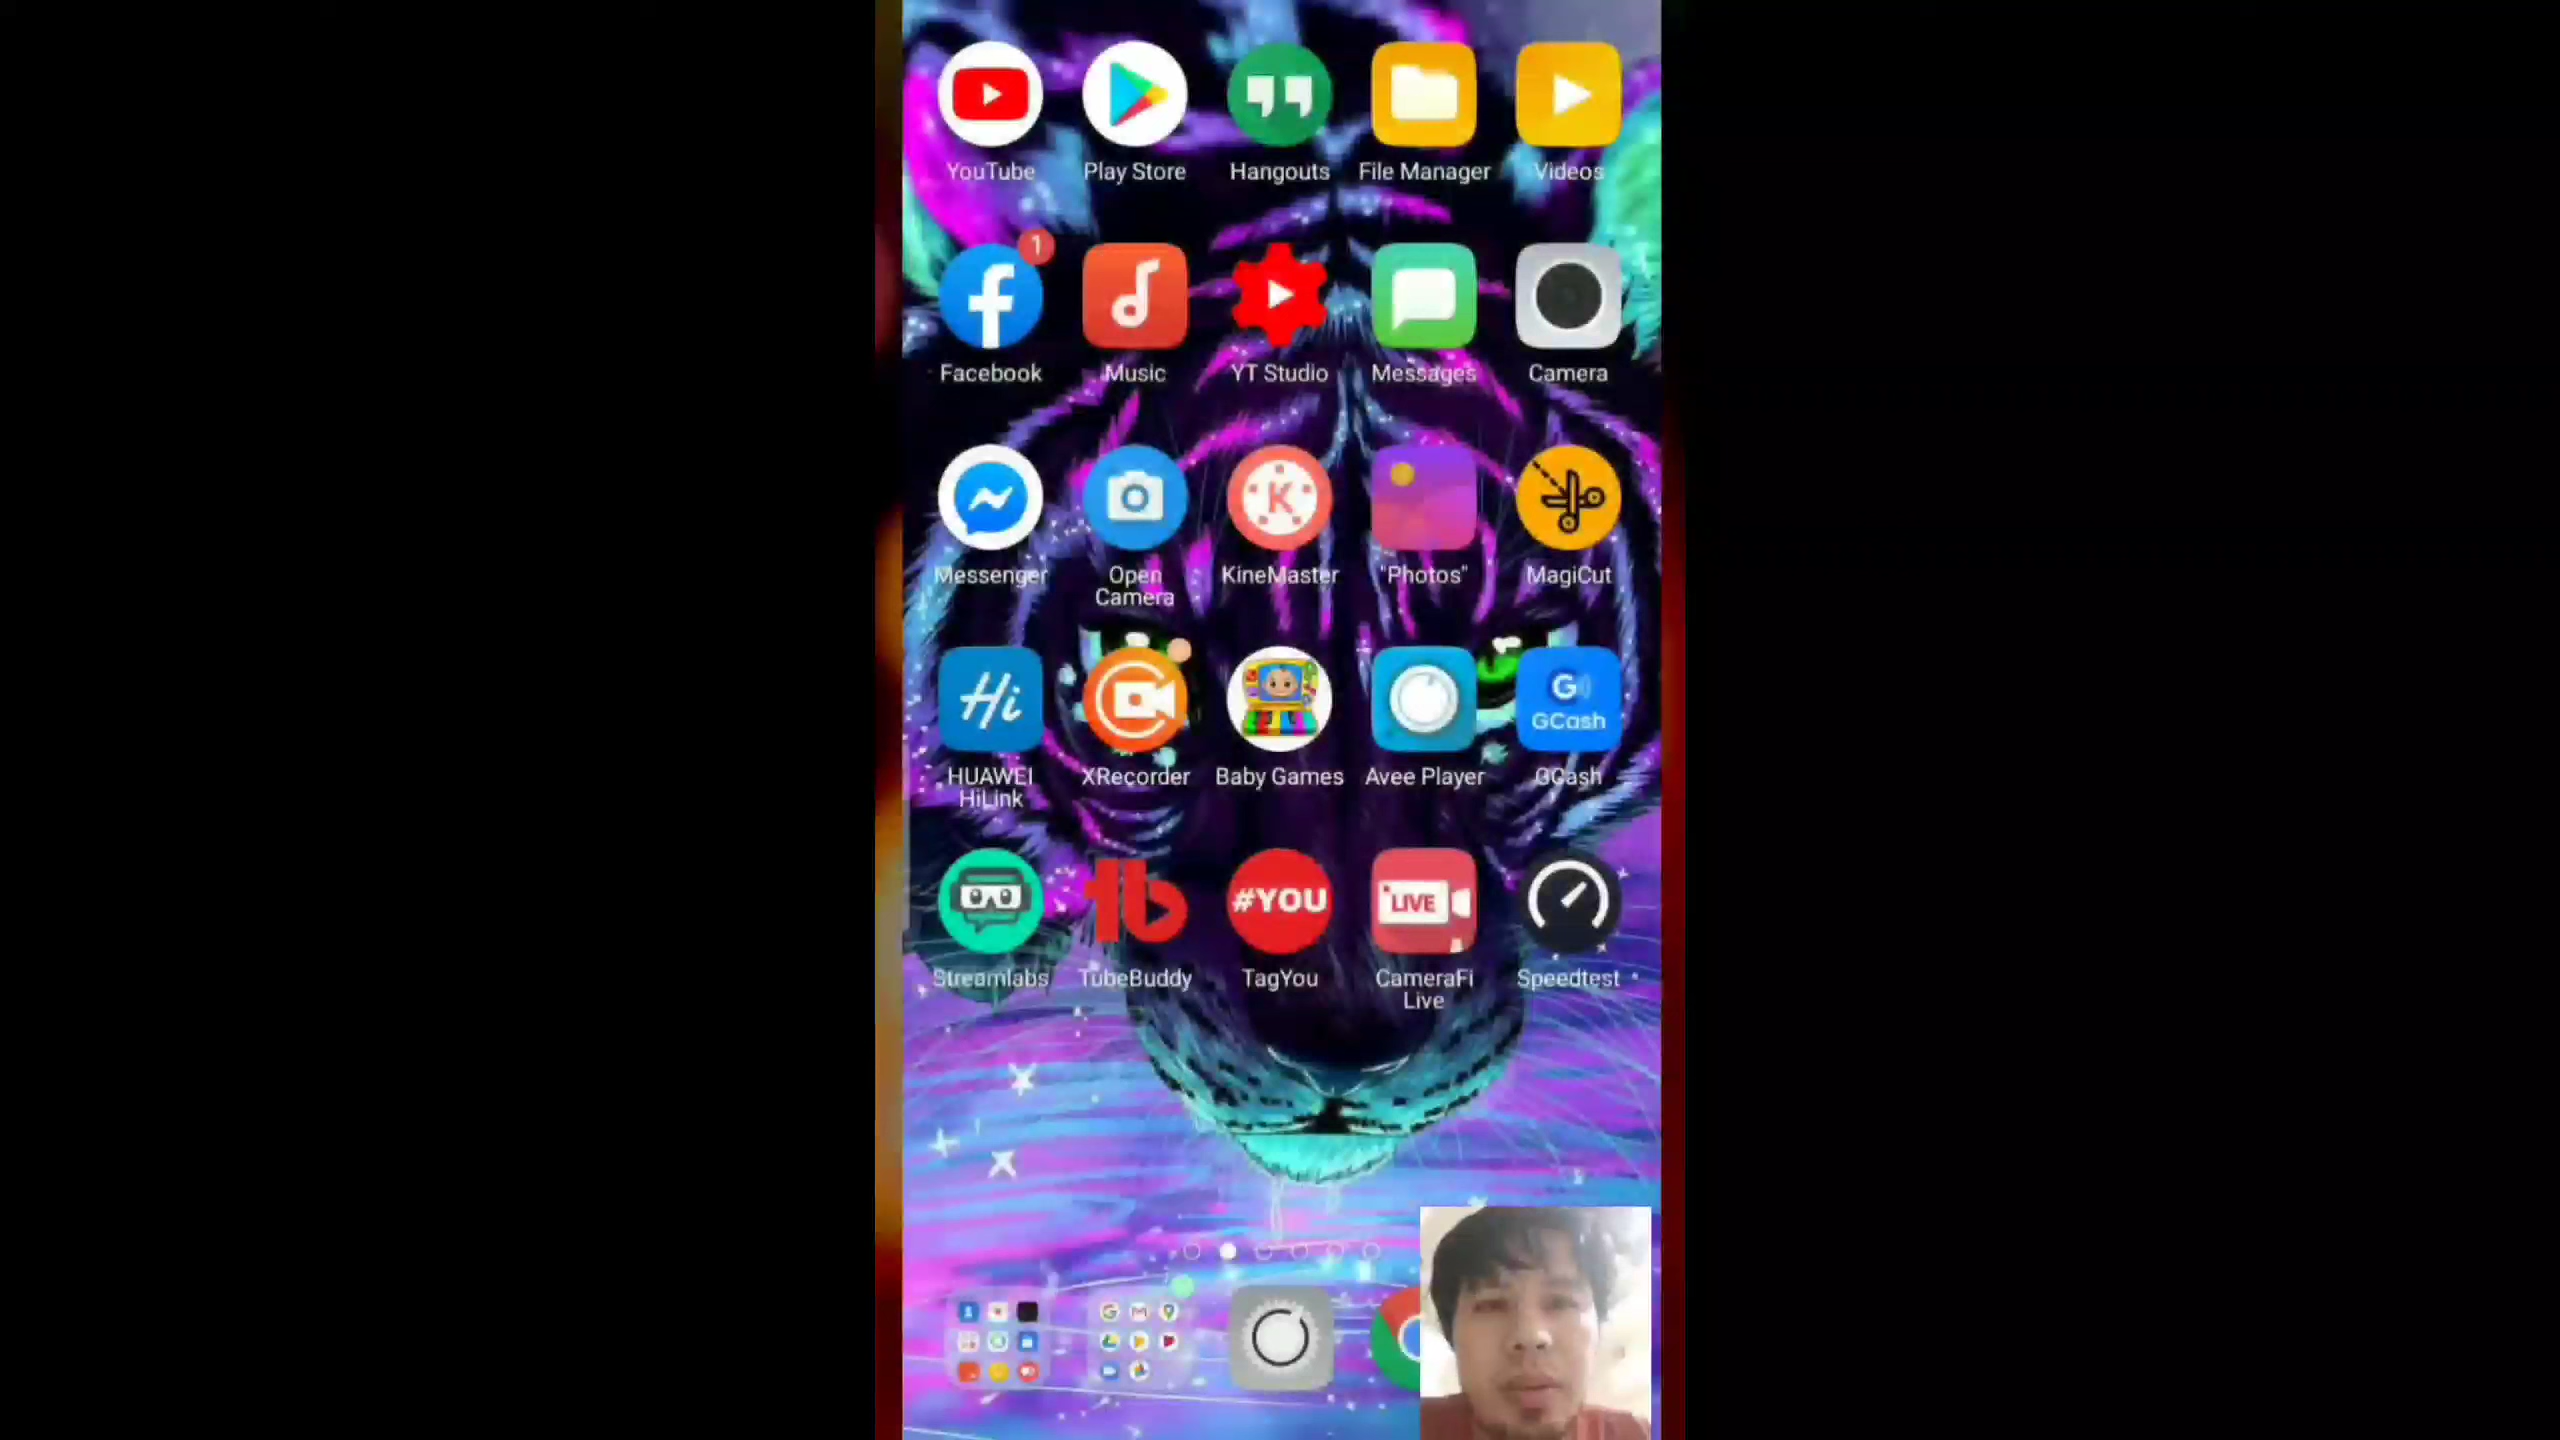 YouTube
Play Store
Hangouts
File Manager
Videos
1
Facebook
Music
YT Studio
Messages
Camera
K
Messenger
Open
Camera
KineMaster
"Photos"
MagiCut
Hi
G
GCash
HUAWEI
HiLink
XRecorder
Baby Games
Avee Player
GCash
#YOU
LIVE
Streamlabs
TubeBuddy
TagYou
CameraFi
Live
Speedtest